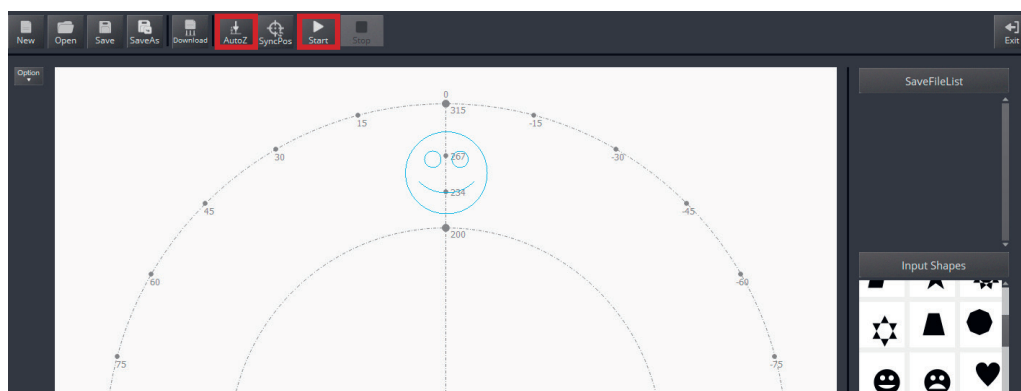 New Open Save SaveAs Download AutoZ SyncPos Start Stop Exit
Option
SaveFileList
0
315
15 -15
30 267 -30
234
45 -45
200
Input Shapes
60 -60
75 -75